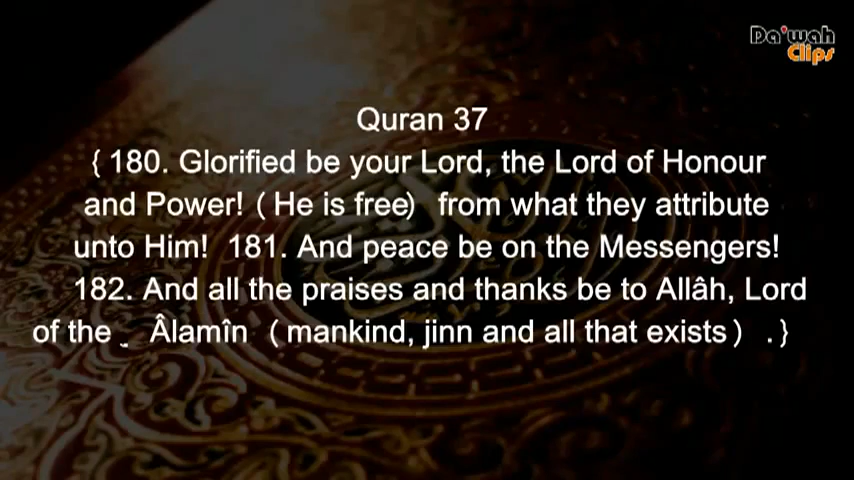 Da'wah
Clips
Quran 37
{ 180. Glorified be your Lord, the Lord of Honour
and Power! ( He is free) from what they attribute
unto Him! 181. And peace be on the Messengers!
182. And all the praises and thanks be to Allâh, Lord
of the ِ Âlamîn ( mankind, jinn and all that exists ) .}